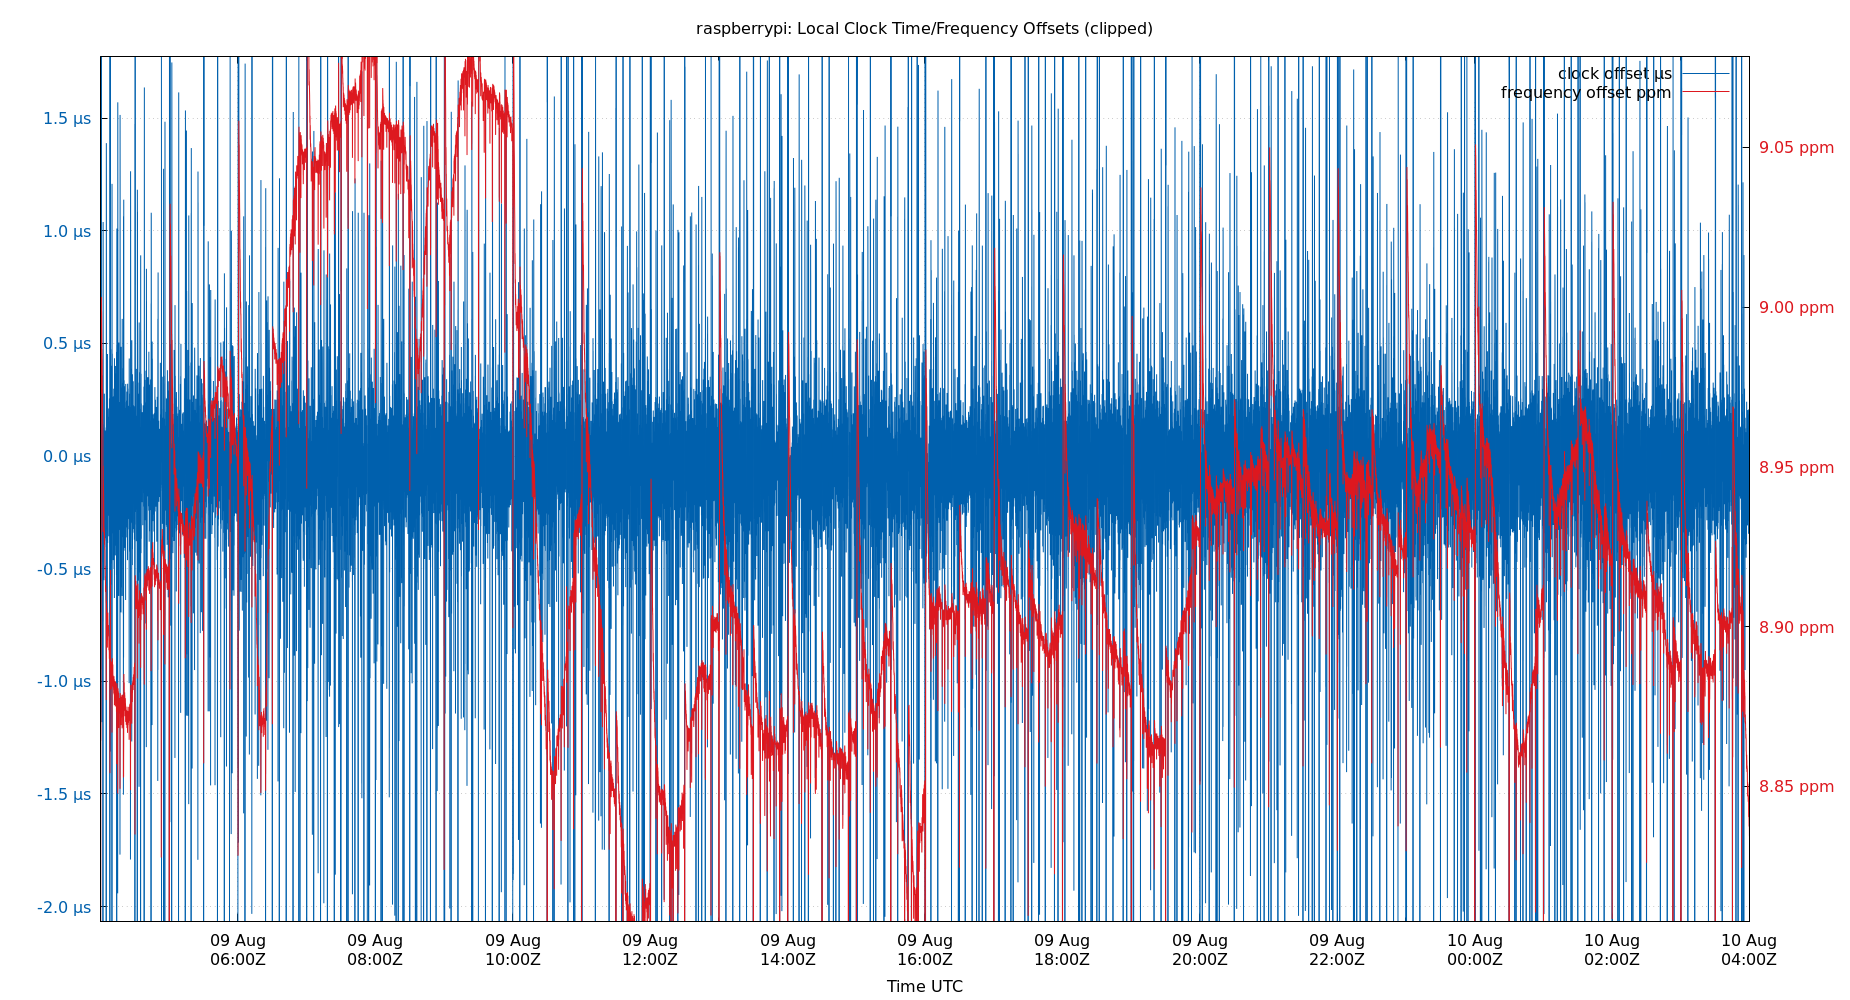 raspberrypi: Local Clock Time/Frequency Offsets (clipped)
clock offset µs
frequency offset ppm
1.5 µs
1.0 µs
0.5 µs
0.0 µs
-0.5 µs
-1.0 µs
-1.5 µs
-2.0 µs
9.05 ppm
9.00 ppm
8.95 ppm
8.90 ppm
8.85 ppm
09 Aug 09 Aug 09 Aug 09 Aug 09 Aug 09 Aug 09 Aug 09 Aug 09 Aug 10 Aug 10 Aug 10 Aug
06:00Z 08:00Z 10:00Z 12:00Z 14:00Z 16:00Z 18:00Z 20:00Z 22:00Z 00:00Z 02:00Z 04:00Z
Time UTC